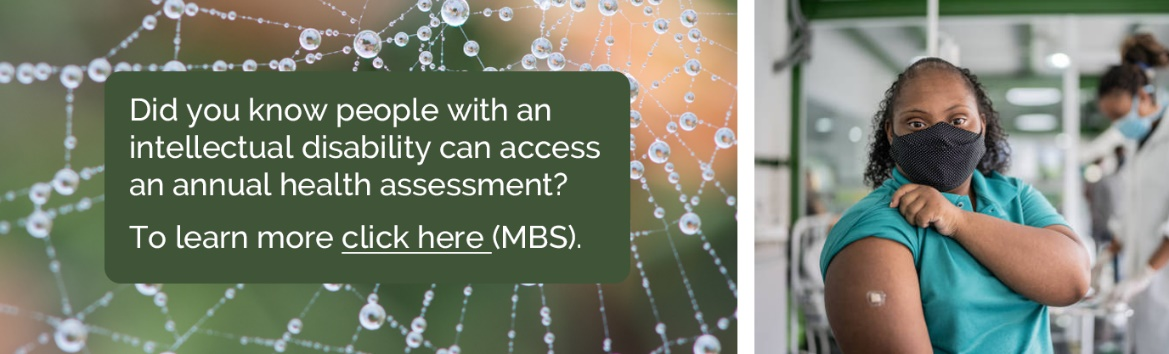 Did you know people with an
intellectual disability can access
an annual health assessment?
To learn more click here (MBS).